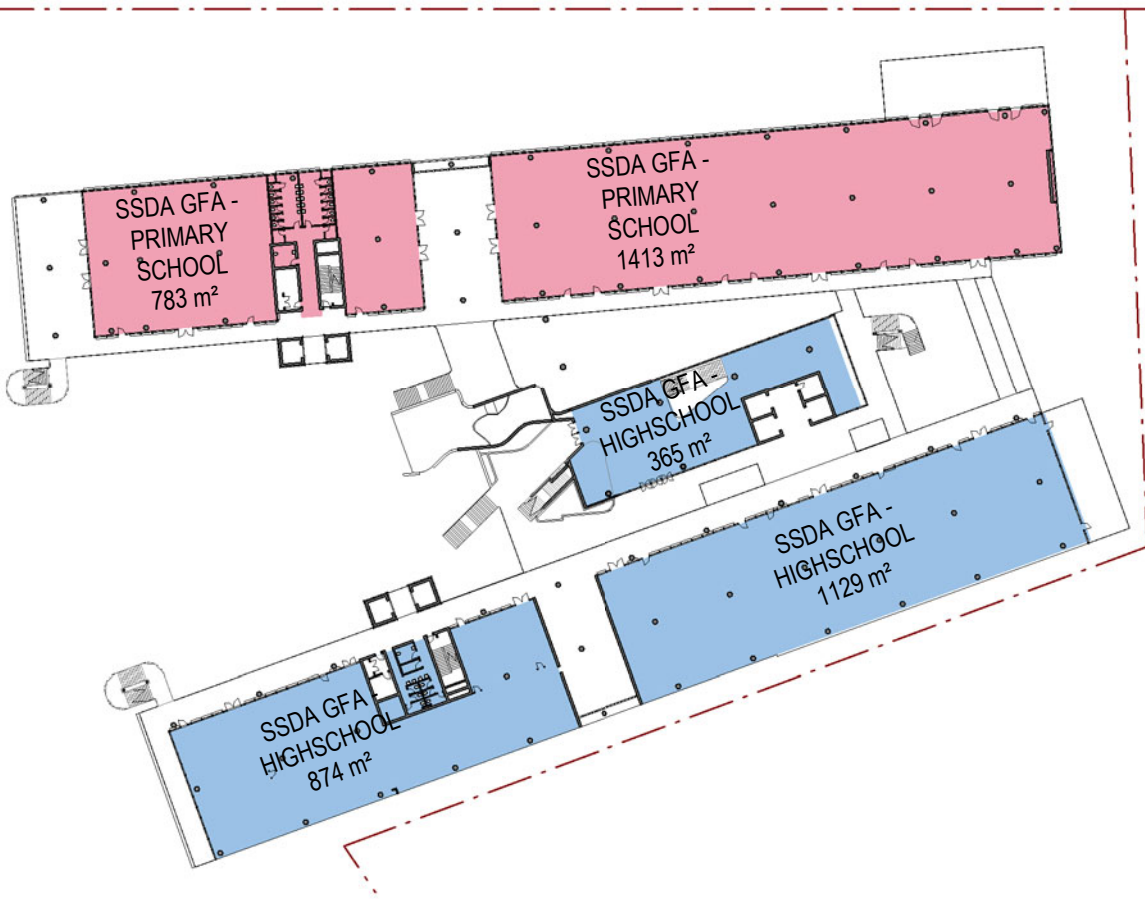 SSDA GFA -
PRIMARY
SCHOOL
783 m²
SSDA GFA -
PRIMARY
SCHOOL
1413 m²
SSDA GFA -
HIGHSCHOOL
365 m²
SSDA GFA -
HIGHSCHOOL
1129 m²
SSDA GFA
HIGHSCHOOL
874 m²